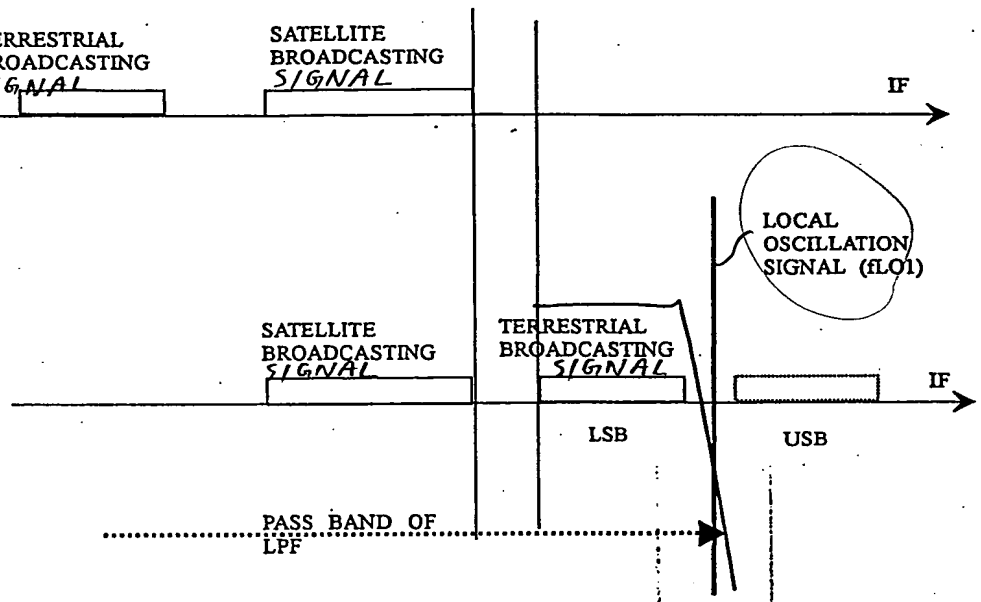 ERRESTRIAL
ROADCASTING
GNAL
SATELLITE
BROADCASTING
SIGNAL
IF
LOCAL
OSCILLATION
SIGNAL (fLO1)
SATELLITE
BROADCASTING
SIGNAL
TERRESTRIAL
BROADCASTING
SIGNAL
IF
LSB
USB
PASS BAND OF
LPF